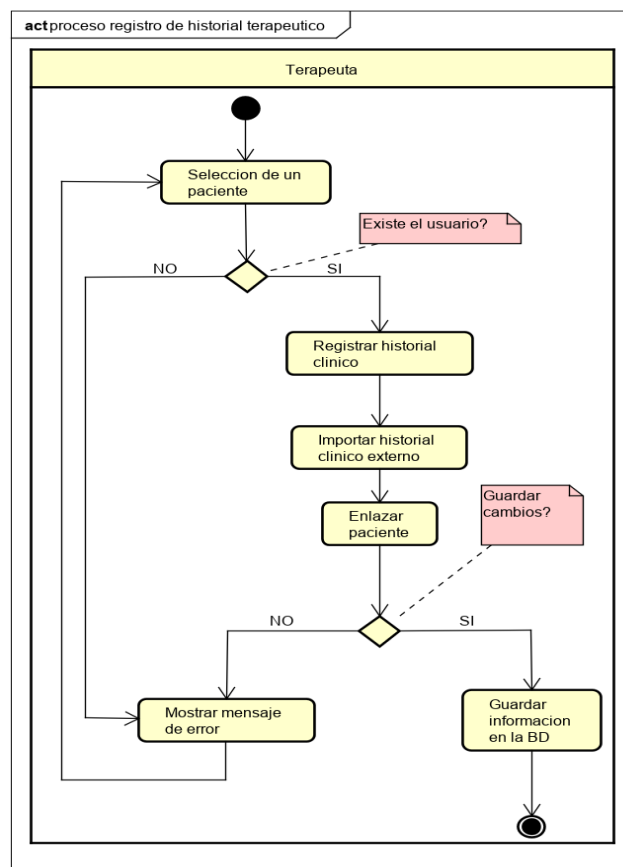 act proceso registro de historial terapeutico
Terapeuta
Seleccion de un
paciente
Existe el usuario?
NO
SI
Registrar historial
clinico
Importar historial
clinico externo
Guardar
cambios?
Enlazar
paciente
NO
SI
Mostrar mensaje
de error
Guardar
informacion
en la BD